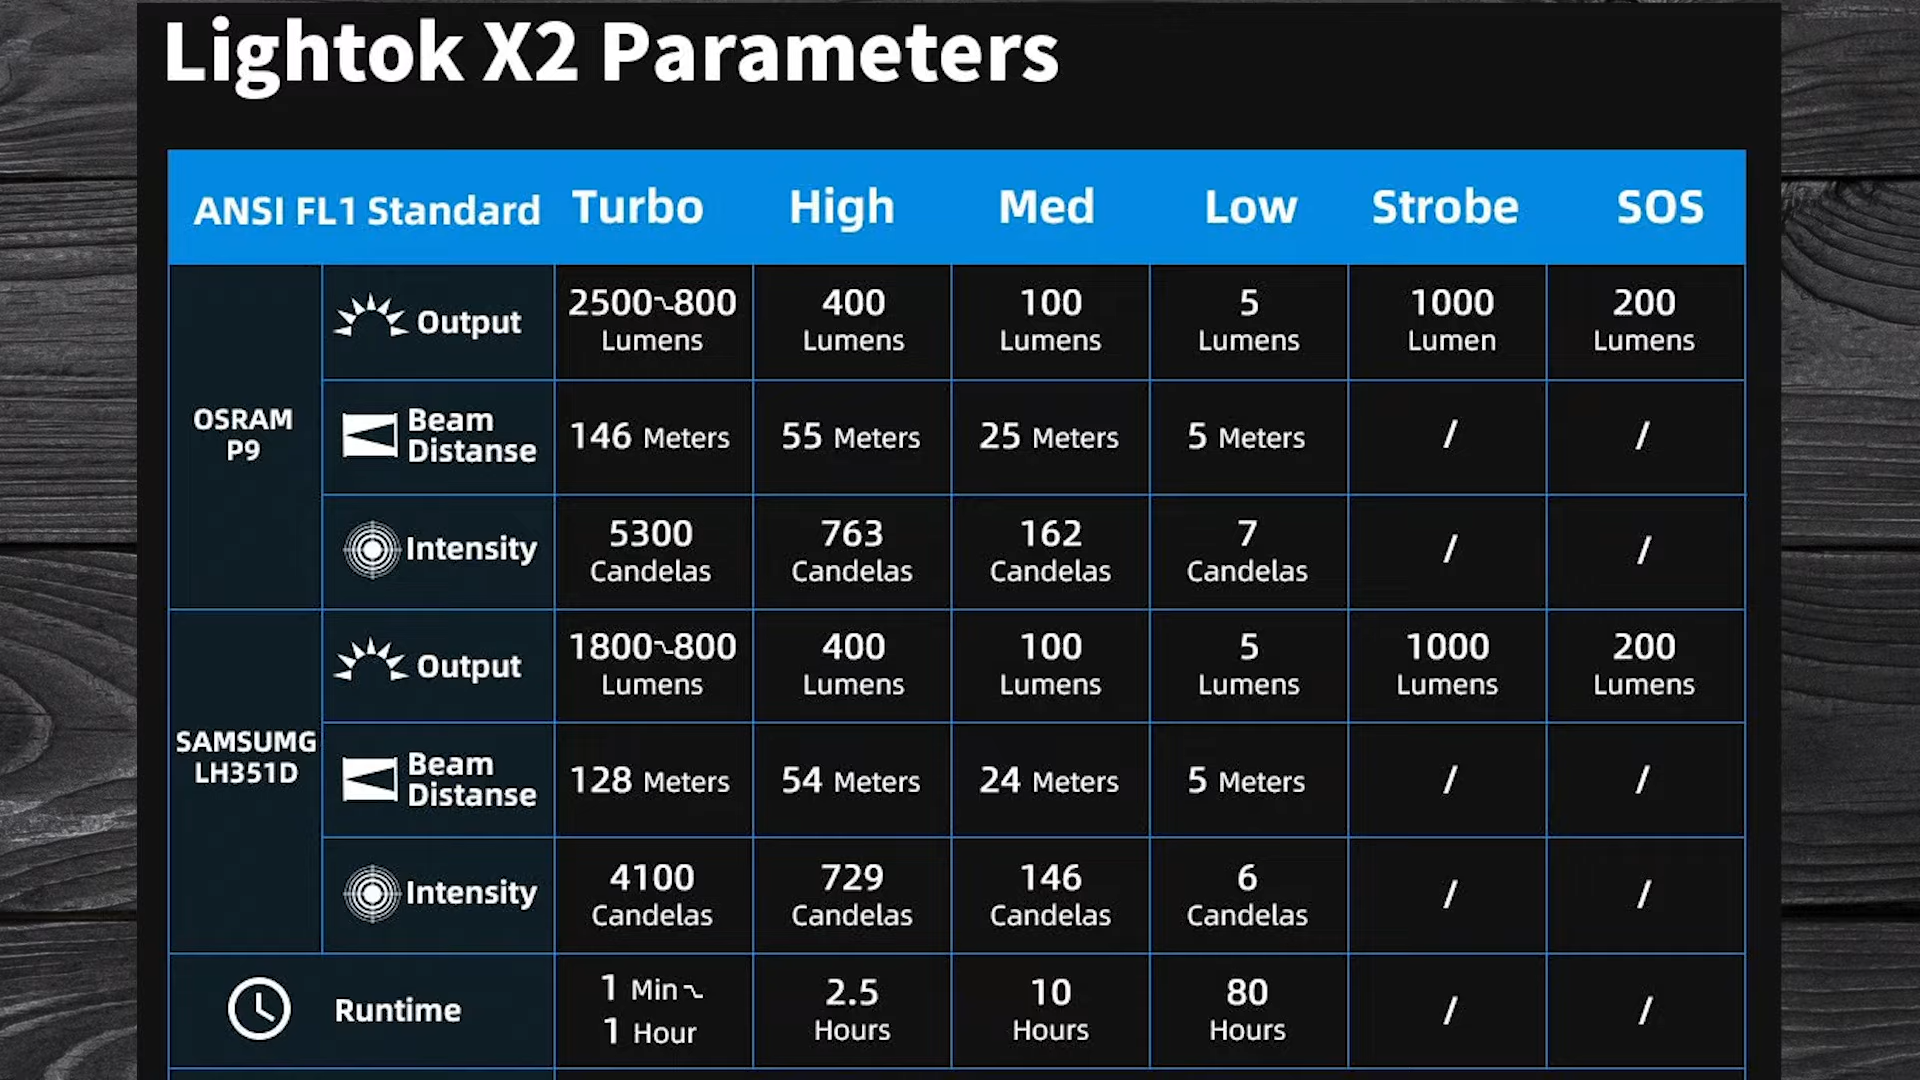 Lightok X2 Parameters
ANSI FL1 Standard Turbo High Med Low Strobe SOS
OSRAM
P9
Output
2500~800
Lumens
400
Lumens
100
Lumens
5
Lumens
1000
Lumen
200
Lumens
Beam
Distanse
146 Meters
55 Meters
25 Meters
5 Meters
/
/
Intensity
5300
Candelas
763
Candelas
162
Candelas
7
Candelas
/
/
SAMSUMG
LH351D
Output
1800~800
Lumens
400
Lumens
100
Lumens
5
Lumens
1000
Lumens
200
Lumens
Beam
Distanse
128 Meters
54 Meters
24 Meters
5 Meters
/
/
Intensity
4100
Candelas
729
Candelas
146
Candelas
6
Candelas
/
/
Runtime
1 Min~
1 Hour
2.5
Hours
10
Hours
80
Hours
/
/